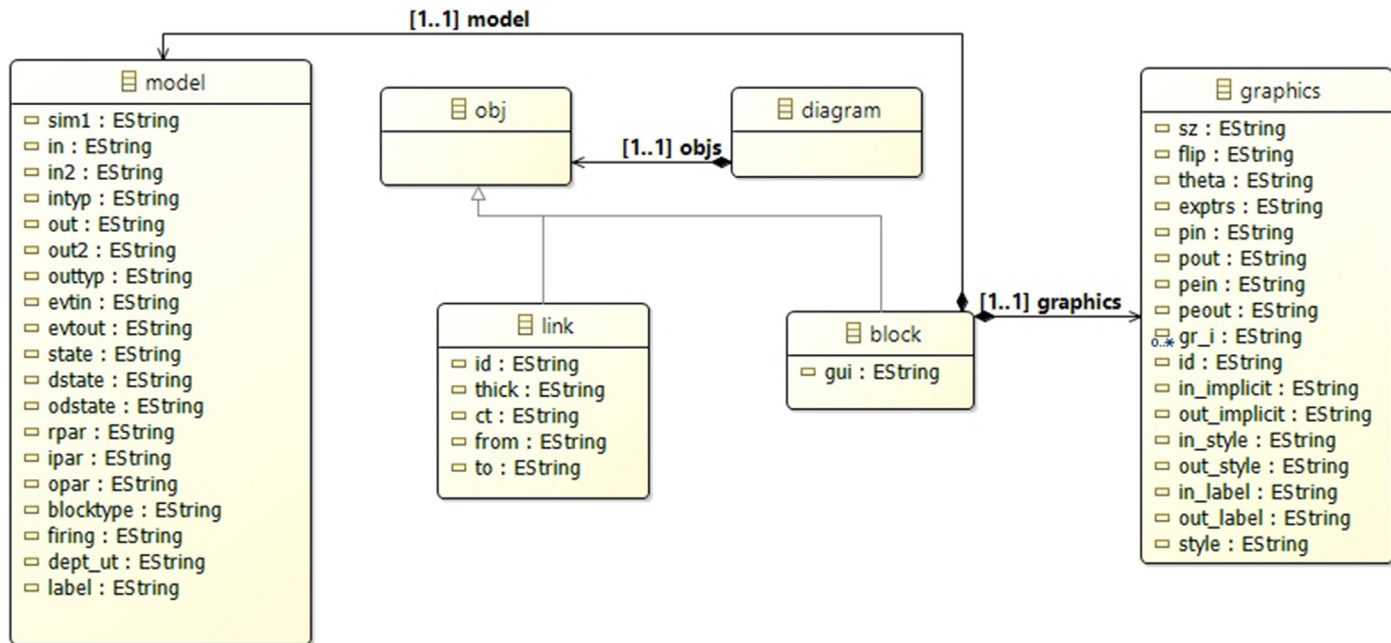 [1..1] model
model
sim1 : EString
in : EString
in2 : EString
intyp : EString
out : EString
out2 : EString
outtyp : EString
evtin : EString
evtout : EString
state : EString
dstate : EString
odstate : EString
rpar : EString
ipar : EString
opar : EString
blocktype : EString
firing : EString
dept_ut : EString
label : EString
obj
[1..1] objs
diagram
link
id : EString
thick : EString
ct : EString
from : EString
to : EString
block
gui : EString
[1..1] graphics
graphics
sz : EString
flip : EString
theta : EString
exptrs : EString
pin : EString
pout : EString
pein : EString
peout : EString
0..* gr_i : EString
id : EString
in_implicit : EString
out_implicit : EString
in_style : EString
out_style : EString
in_label : EString
out_label : EString
style : EString